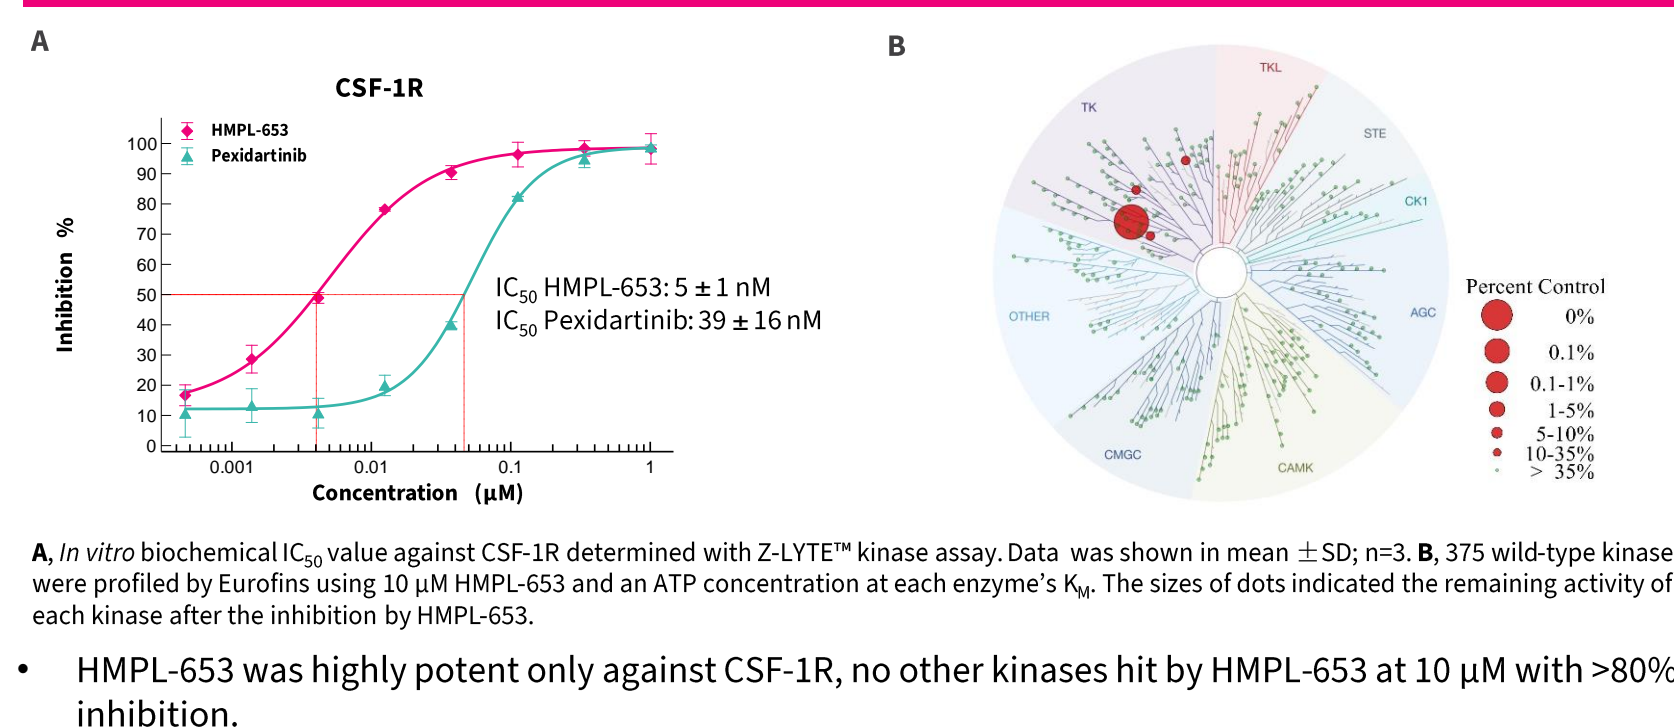 A
CSF-1R
HMPL-653
Pexidartinib
100
90
80
70
60
50
40
30
20
10
0
Inhibition %
0.001
0.01
0.1
1
Concentration (μM)
IC50 HMPL-653: 5 ± 1 nM
IC50 Pexidartinib: 39 ± 16 nM
B
TKL
TK
STE
CK1
OTHER
AGC
CMGC
CAMK
Percent Control
0%
0.1%
0.1-1%
1-5%
5-10%
10-35%
> 35%
A, In vitro biochemical IC50 value against CSF-1R determined with Z-LYTE™ kinase assay. Data was shown in mean ±SD; n=3. B, 375 wild-type kinase
were profiled by Eurofins using 10 μM HMPL-653 and an ATP concentration at each enzyme’s KM. The sizes of dots indicated the remaining activity of
each kinase after the inhibition by HMPL-653.
• HMPL-653 was highly potent only against CSF-1R, no other kinases hit by HMPL-653 at 10 μM with >80%
inhibition.